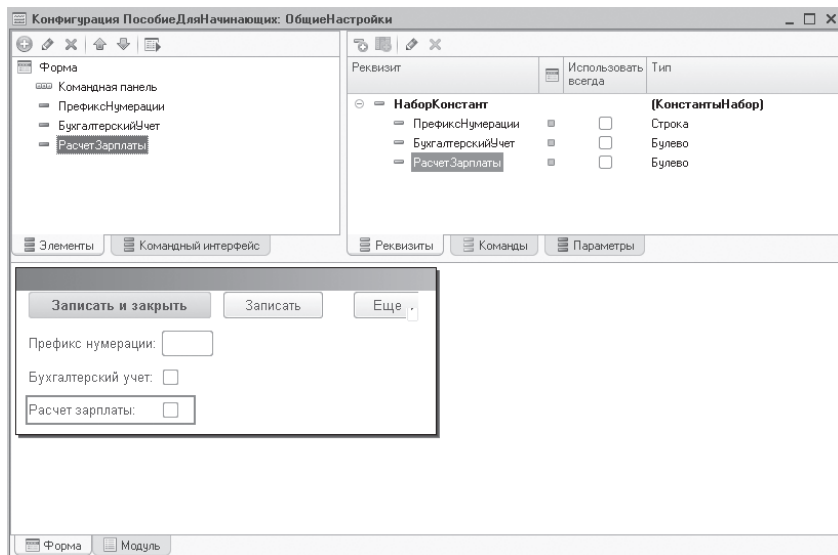 Конфигурация ПособиеДляНачинающих: ОбщиеНастройки
Форма
Командная панель
ПрефиксНумерации
БухгалтерскийУчет
РасчетЗарплаты
Элементы
Командный интерфейс
Реквизит
Использовать всегда
Тип
НаборКонстант (КонстантыНабор)
ПрефиксНумерации Строка
БухгалтерскийУчет Булево
РасчетЗарплаты Булево
Реквизиты
Команды
Параметры
Записать и закрыть
Записать
Еще
Префикс нумерации:
Бухгалтерский учет:
Расчет зарплаты:
Форма
Модуль